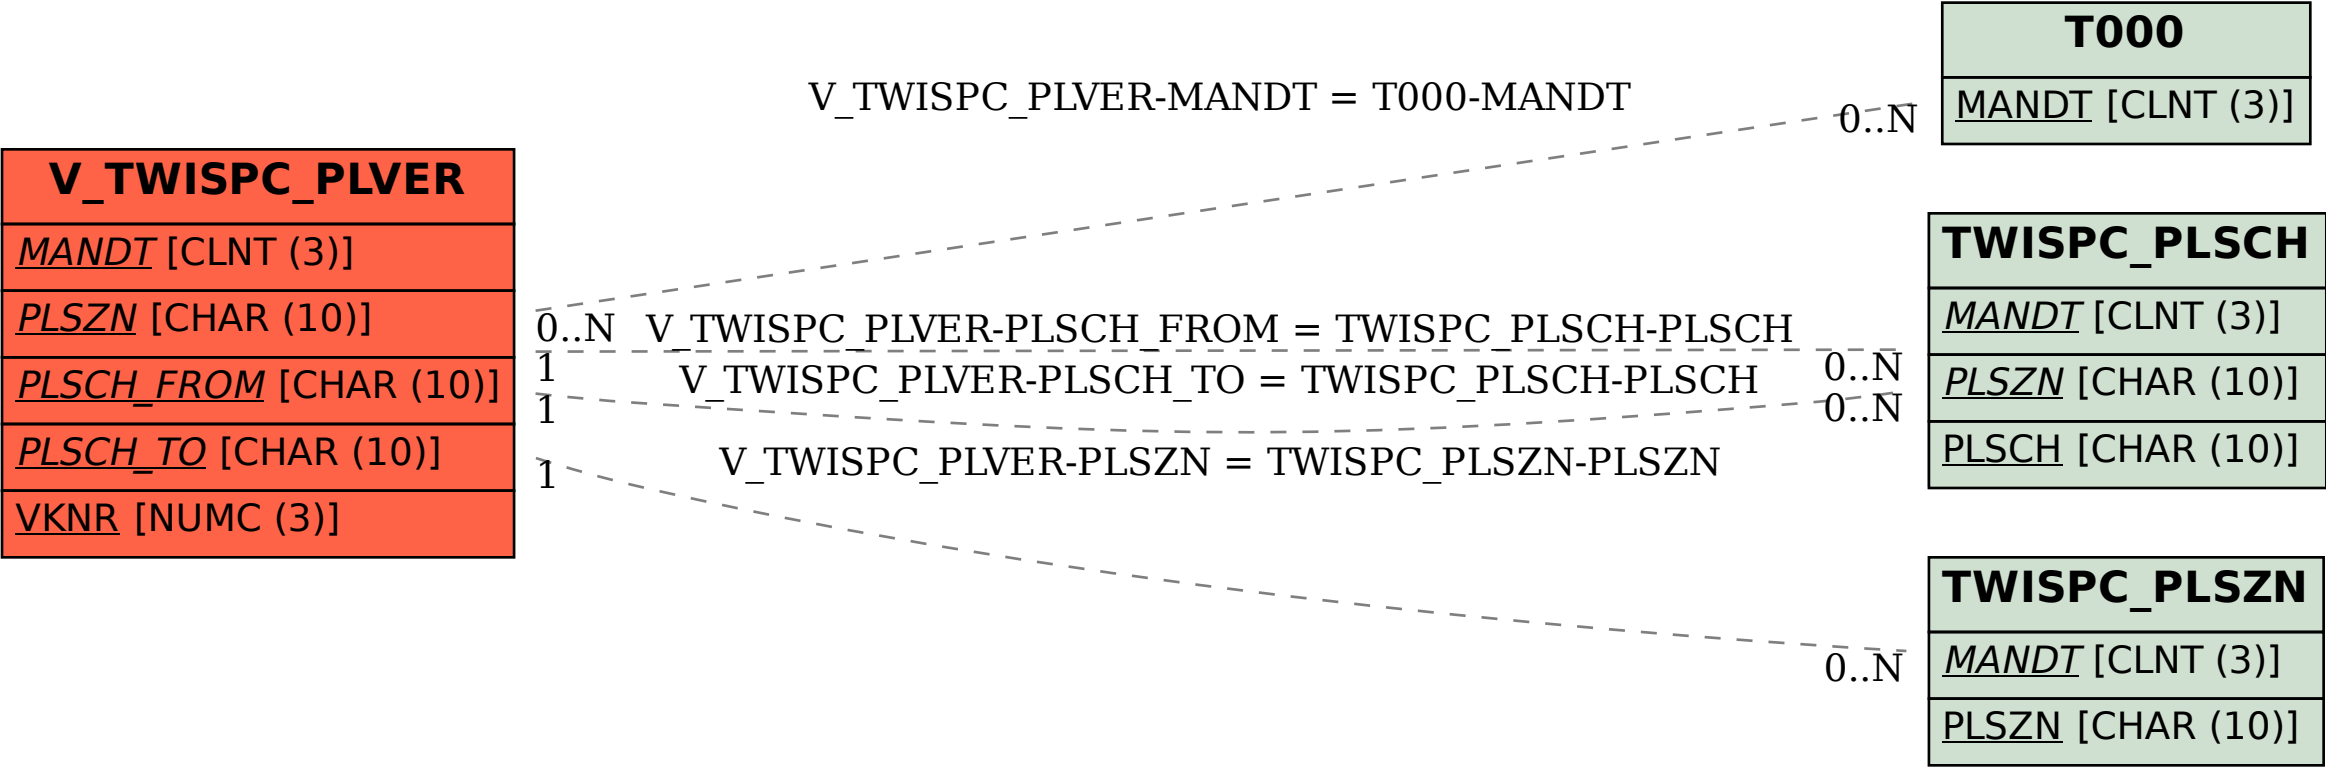 V_TWISPC_PLVER
MANDT [CLNT (3)]
PLSZN [CHAR (10)]
PLSCH_FROM [CHAR (10)]
PLSCH_TO [CHAR (10)]
VKNR [NUMC (3)]
V_TWISPC_PLVER-MANDT = T000-MANDT
0..N
0..N
V_TWISPC_PLVER-PLSCH_FROM = TWISPC_PLSCH-PLSCH
1
0..N
V_TWISPC_PLVER-PLSCH_TO = TWISPC_PLSCH-PLSCH
1
0..N
V_TWISPC_PLVER-PLSZN = TWISPC_PLSZN-PLSZN
1
0..N
T000
MANDT [CLNT (3)]
TWISPC_PLSCH
MANDT [CLNT (3)]
PLSZN [CHAR (10)]
PLSCH [CHAR (10)]
TWISPC_PLSZN
MANDT [CLNT (3)]
PLSZN [CHAR (10)]